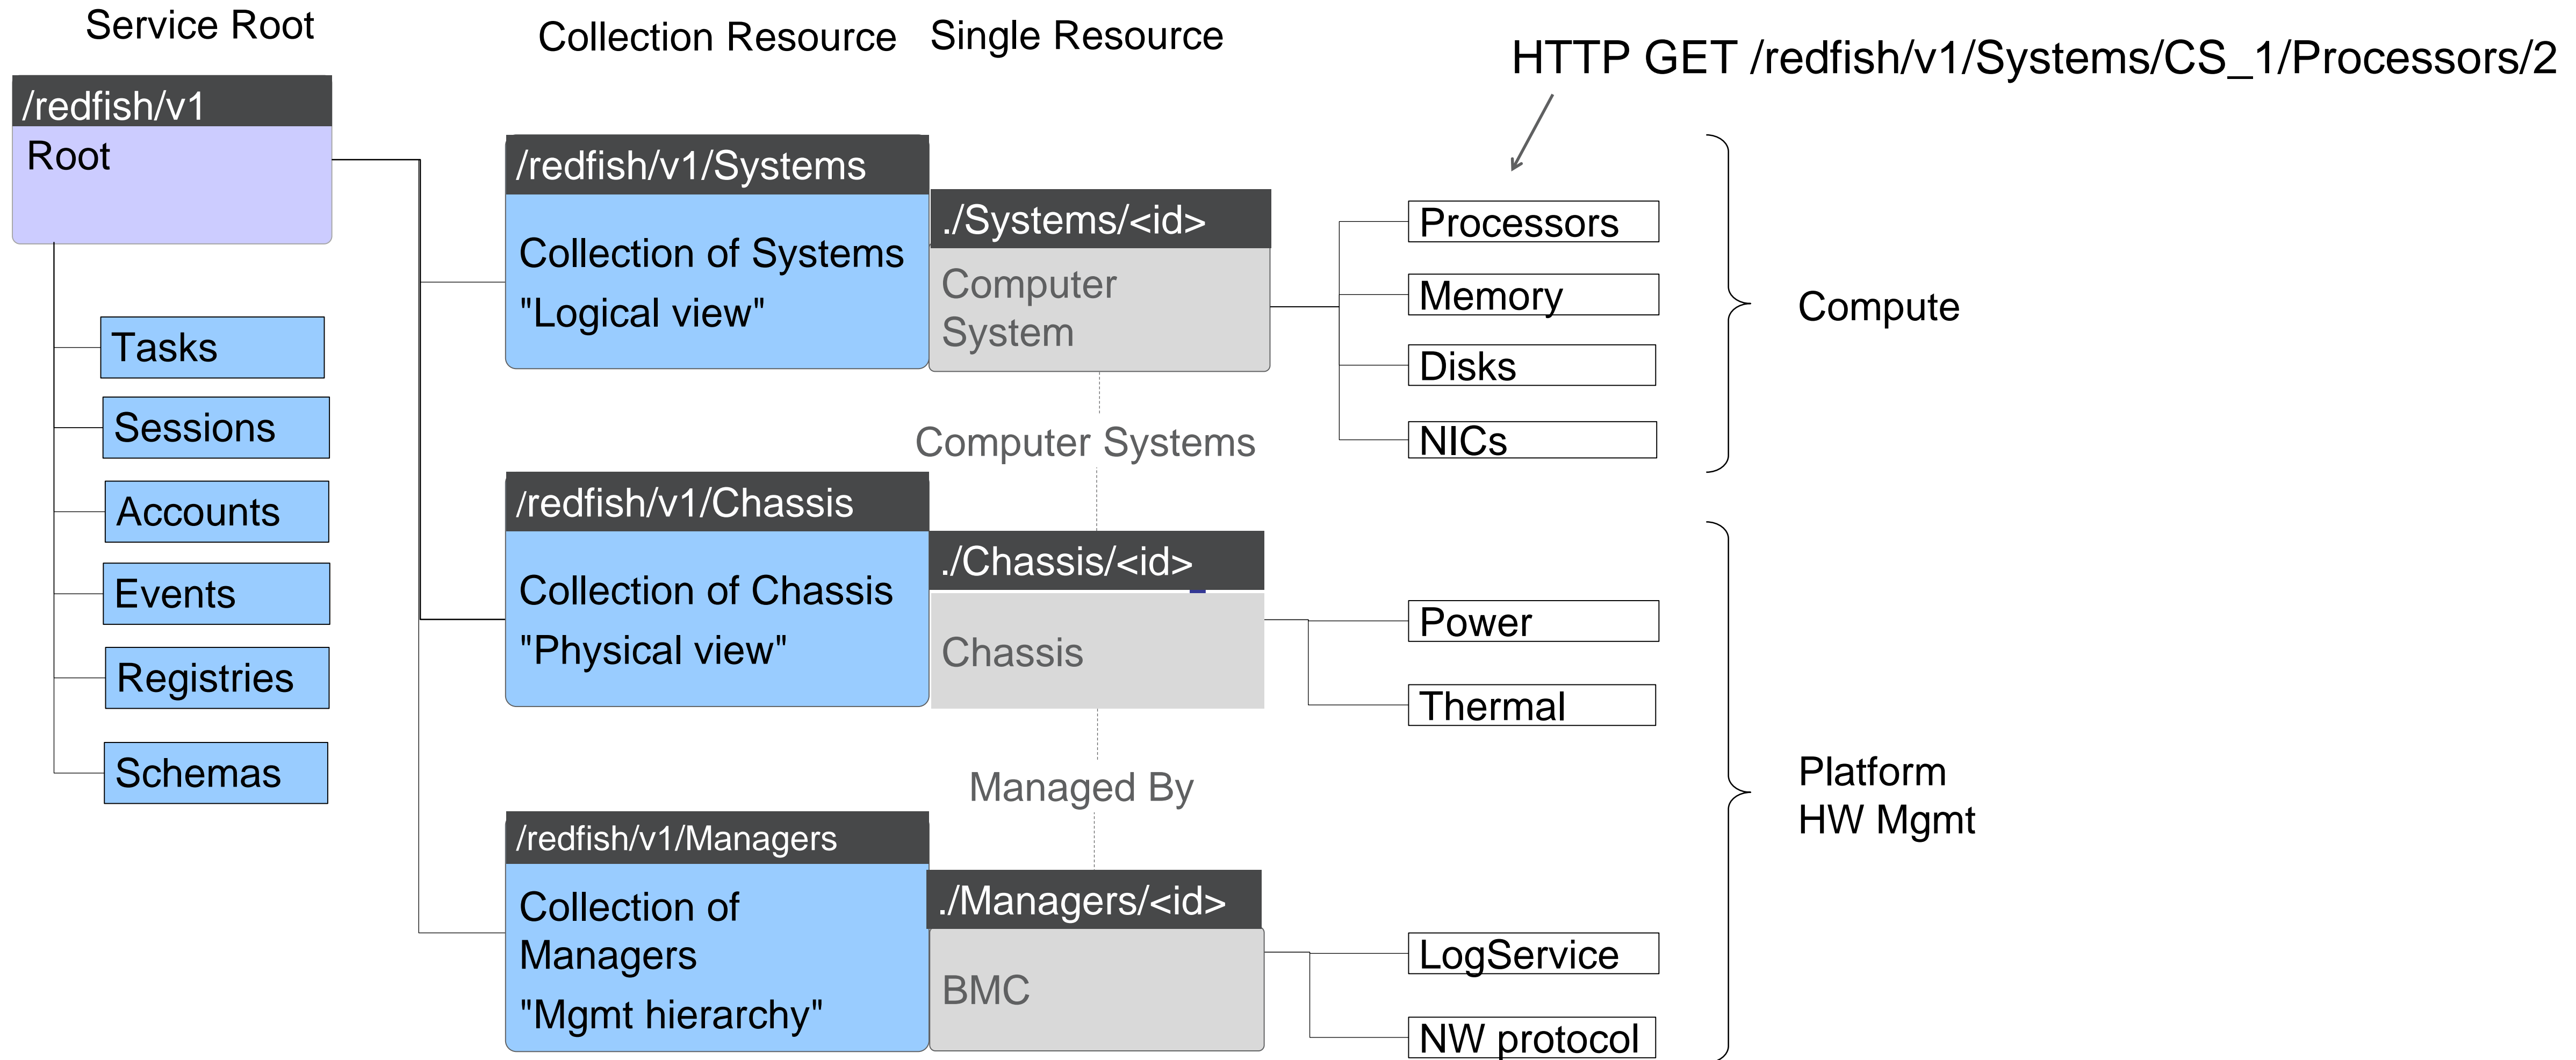 Service Root
Collection Resource
Single Resource
HTTP GET /redfish/v1/Systems/CS_1/Processors/2
/redfish/v1
Root
Tasks
Sessions
Accounts
Events
Registries
Schemas
/redfish/v1/Systems
Collection of Systems
"Logical view"
./Systems/<id>
Computer
System
Processors
Memory
Disks
NICs
Compute
Computer Systems
/redfish/v1/Chassis
Collection of Chassis
"Physical view"
./Chassis/<id>
Chassis
Power
Thermal
Managed By
/redfish/v1/Managers
Collection of
Managers
"Mgmt hierarchy"
./Managers/<id>
BMC
LogService
NW protocol
Platform
HW Mgmt